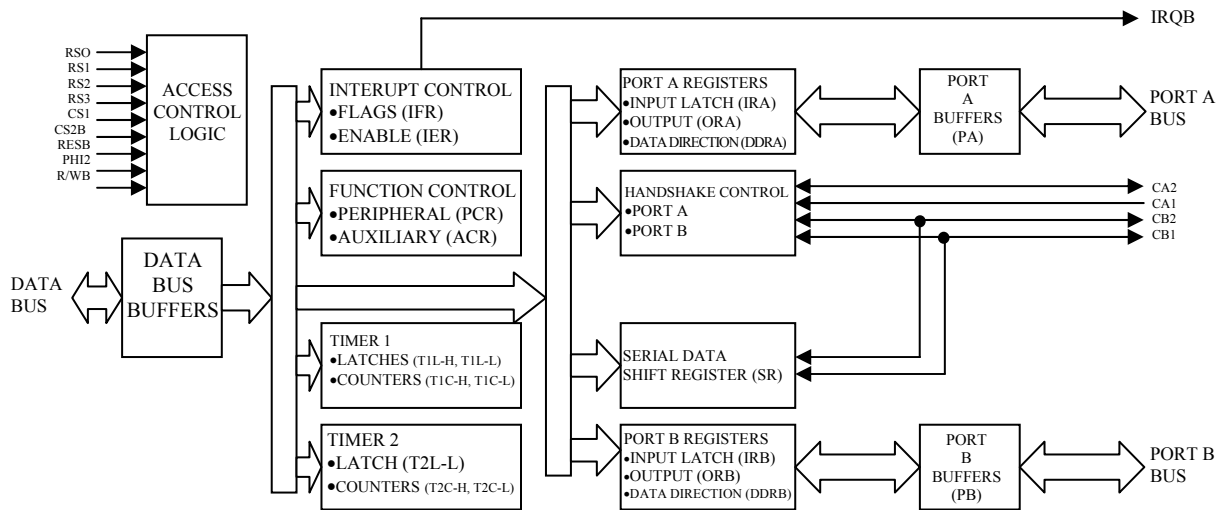 IRQB
RSO
RS1
RS2
RS3
CS1
CS2B
RESB
PHI2
R/WB
ACCESS
CONTROL
LOGIC
INTERUPT CONTROL
•FLAGS (IFR)
•ENABLE (IER)
FUNCTION CONTROL
•PERIPHERAL (PCR)
•AUXILIARY (ACR)
DATA
BUS
DATA
BUS
BUFFERS
TIMER 1
•LATCHES (T1L-H, T1L-L)
•COUNTERS (T1C-H, T1C-L)
TIMER 2
•LATCH (T2L-L)
•COUNTERS (T2C-H, T2C-L)
PORT A REGISTERS
•INPUT LATCH (IRA)
•OUTPUT (ORA)
•DATA DIRECTION (DDRA)
PORT
A
BUFFERS
(PA)
PORT A
BUS
HANDSHAKE CONTROL
•PORT A
•PORT B
CA2
CA1
CB2
CB1
SERIAL DATA
SHIFT REGISTER (SR)
PORT B REGISTERS
•INPUT LATCH (IRB)
•OUTPUT (ORB)
•DATA DIRECTION (DDRB)
PORT
B
BUFFERS
(PB)
PORT B
BUS